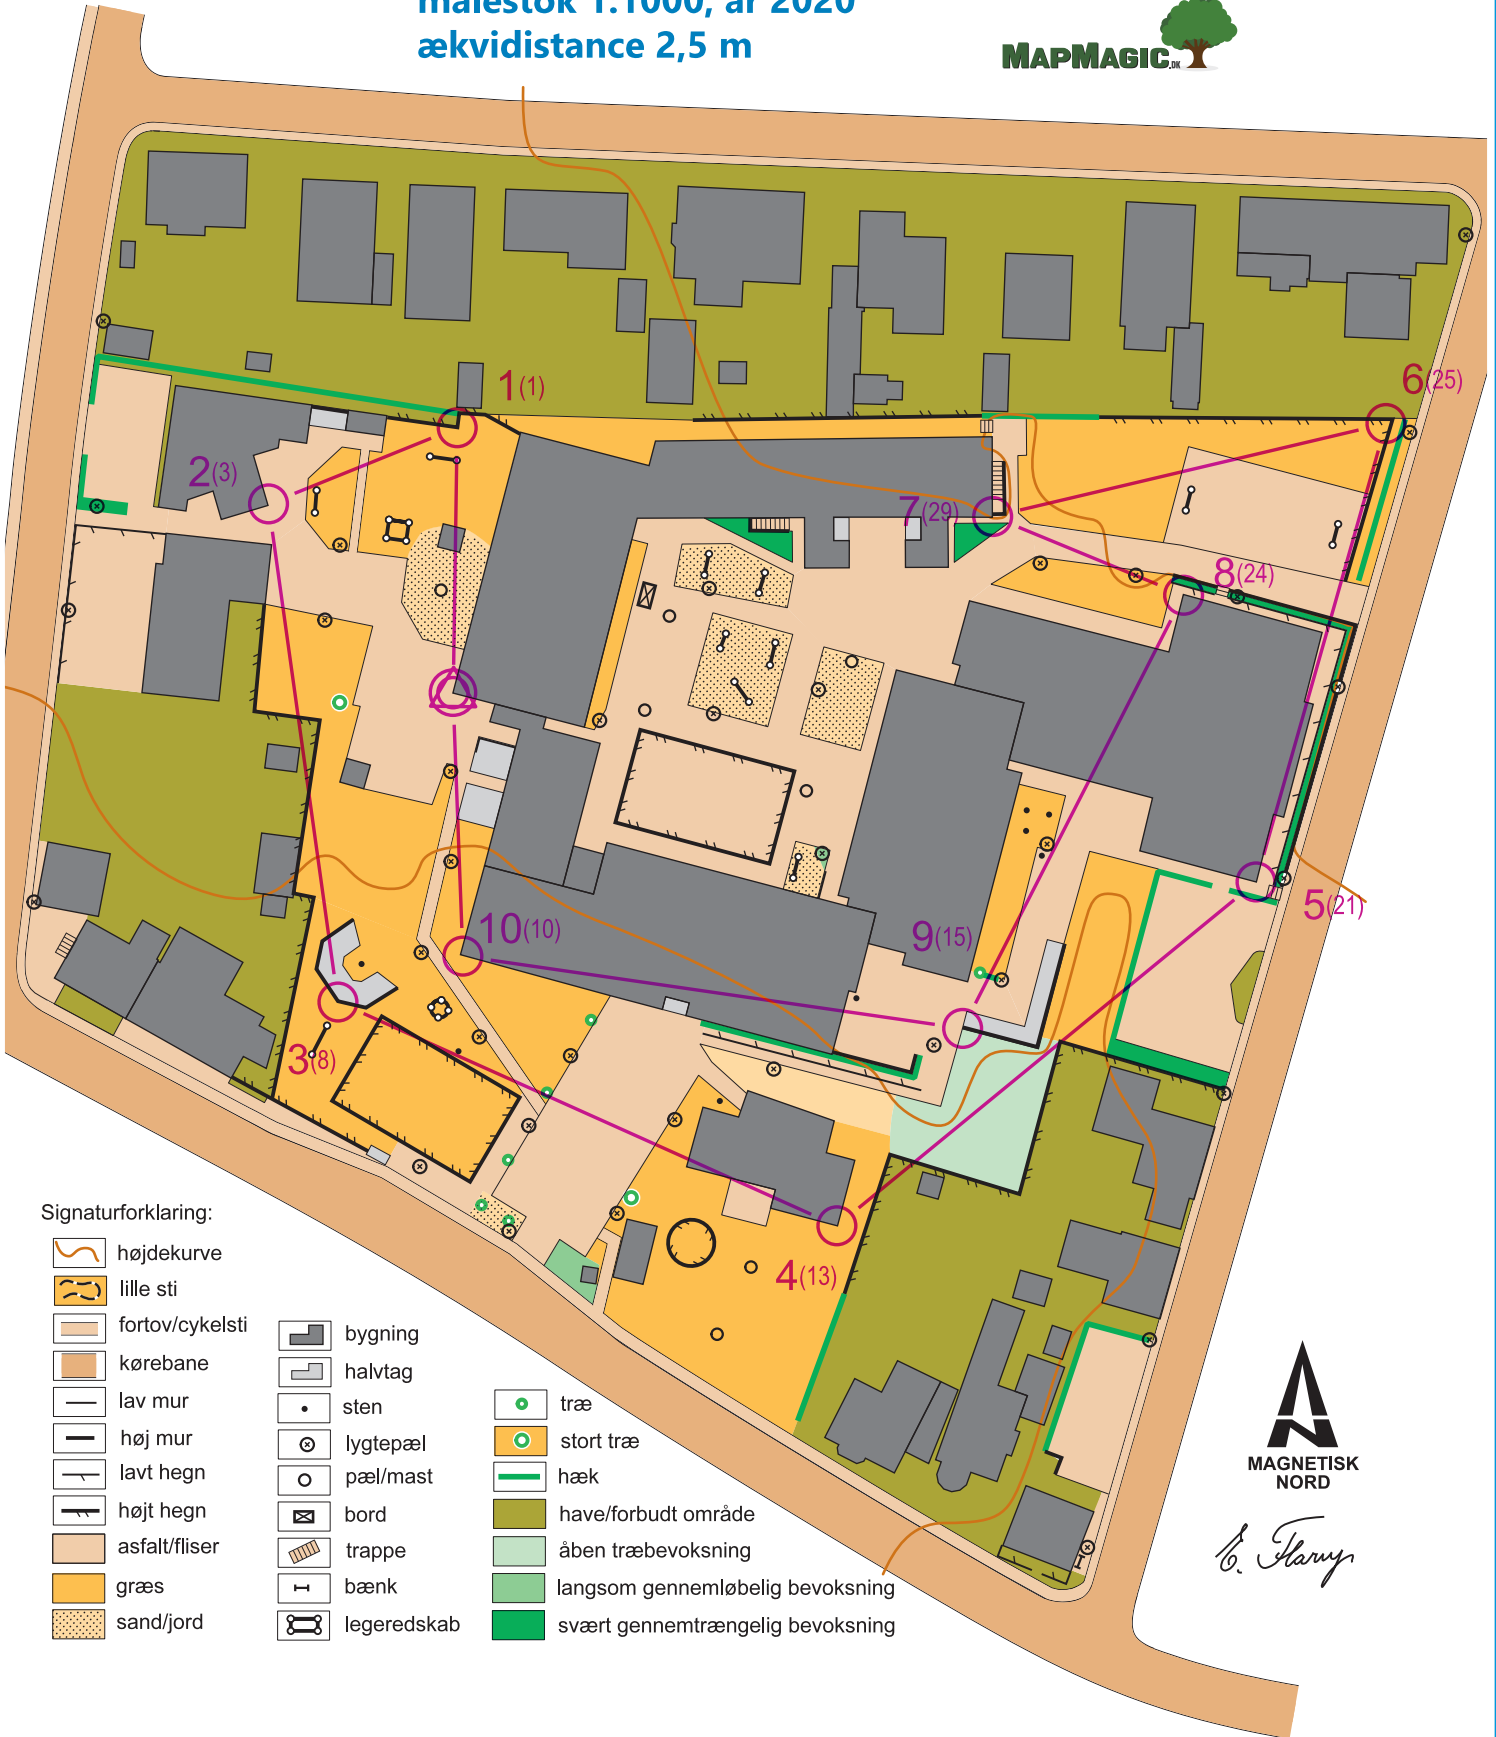 målestok 1:1000, år 2020
ækvidistance 2,5 m
MAPMAGIC.DK
1(1)
6(25)
2(3)
7(29)
8(24)
5(21)
9(15)
10(10)
3(8)
4(13)
Signaturforklaring:
højdekurve
lille sti
fortov/cykelsti
kørebane
lav mur
høj mur
lavt hegn
højt hegn
asfalt/fliser
græs
sand/jord
bygning
halvtag
sten
lygtepæl
pæl/mast
bord
trappe
bænk
legeredskab
træ
stort træ
hæk
have/forbudt område
åben træbevoksning
langsom gennemløbelig bevoksning
svært gennemtrængelig bevoksning
MAGNETISK
NORD